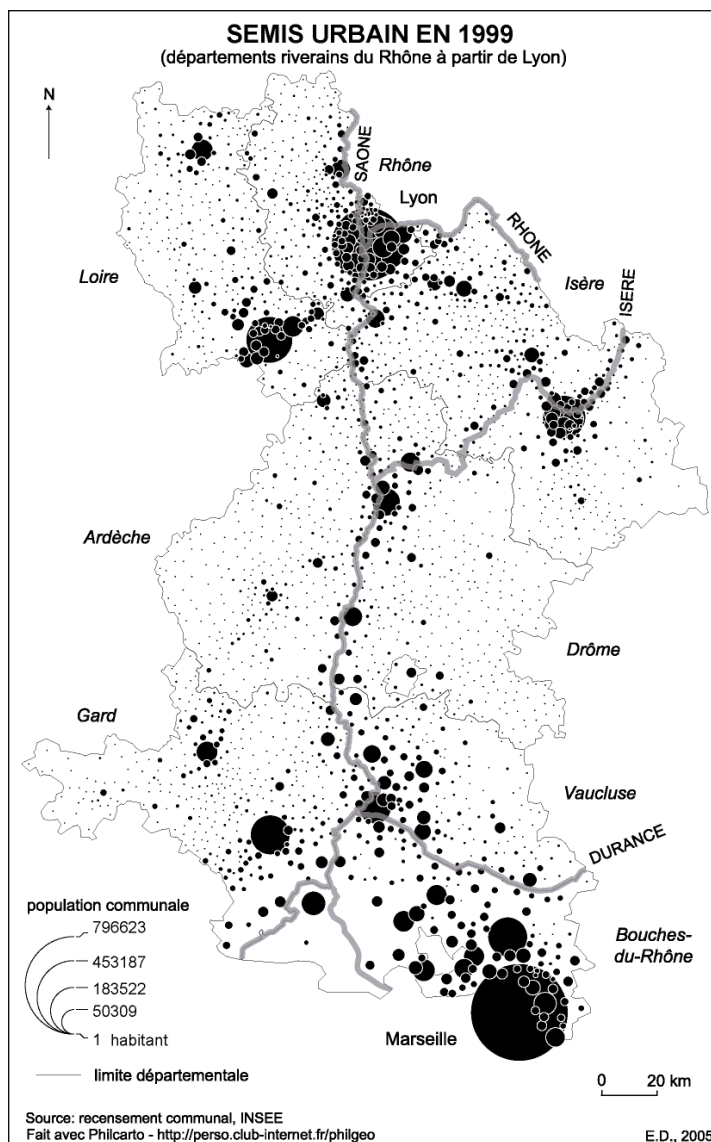 SEMIS URBAIN EN 1999
(départements riverains du Rhône à partir de Lyon)
N
SAONE
Rhône
Lyon
RHONE
Loire
Isère
ISERE
Ardèche
Drôme
Gard
Vaucluse
DURANCE
population communale
796623
453187
183522
50309
1 habitant
Bouches-
du-Rhône
Marseille
limite départementale
0 20 km
Source: recensement communal, INSEE
Fait avec Philcarto - http://perso.club-internet.fr/philgeo
E.D., 2005